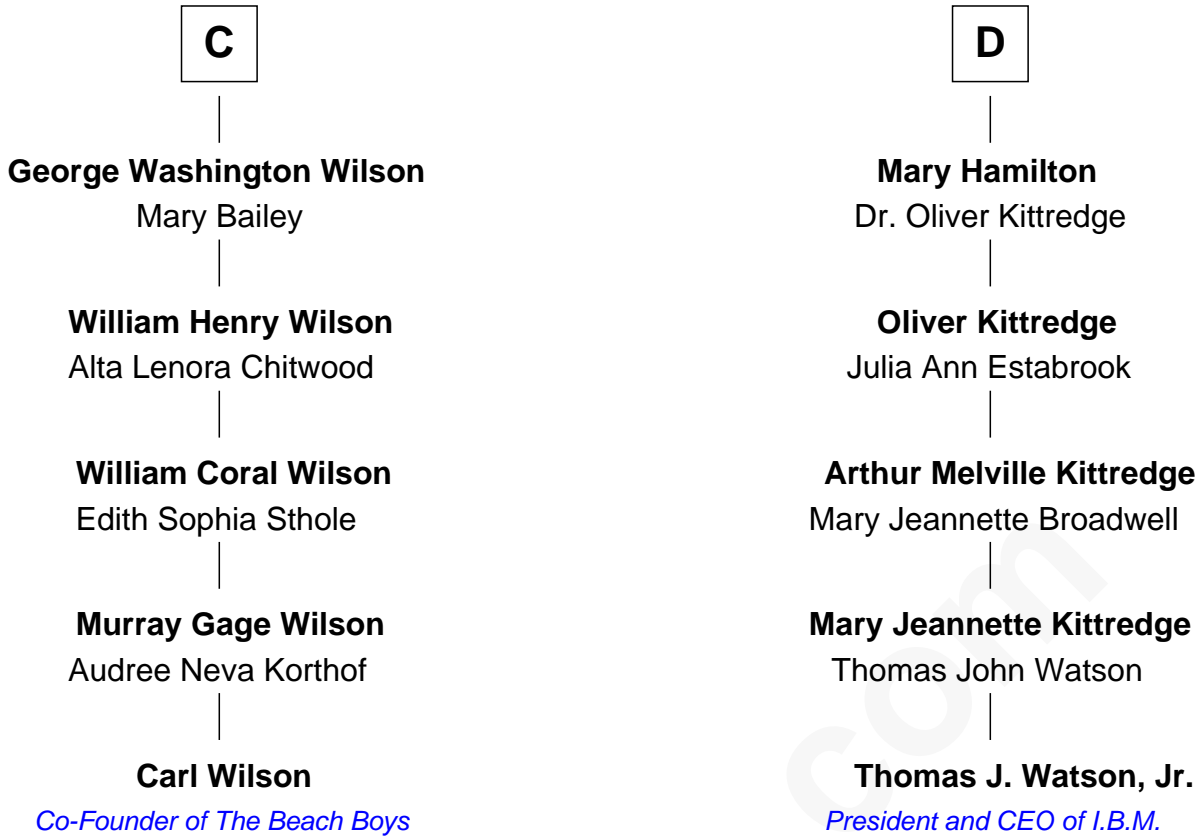 C
George Washington Wilson
Mary Bailey
William Henry Wilson
Alta Lenora Chitwood
William Coral Wilson
Edith Sophia Sthole
Murray Gage Wilson
Audree Neva Korthof
Carl Wilson
Co-Founder of The Beach Boys
D
Mary Hamilton
Dr. Oliver Kittredge
Oliver Kittredge
Julia Ann Estabrook
Arthur Melville Kittredge
Mary Jeannette Broadwell
Mary Jeannette Kittredge
Thomas John Watson
Thomas J. Watson, Jr.
President and CEO of I.B.M.
com